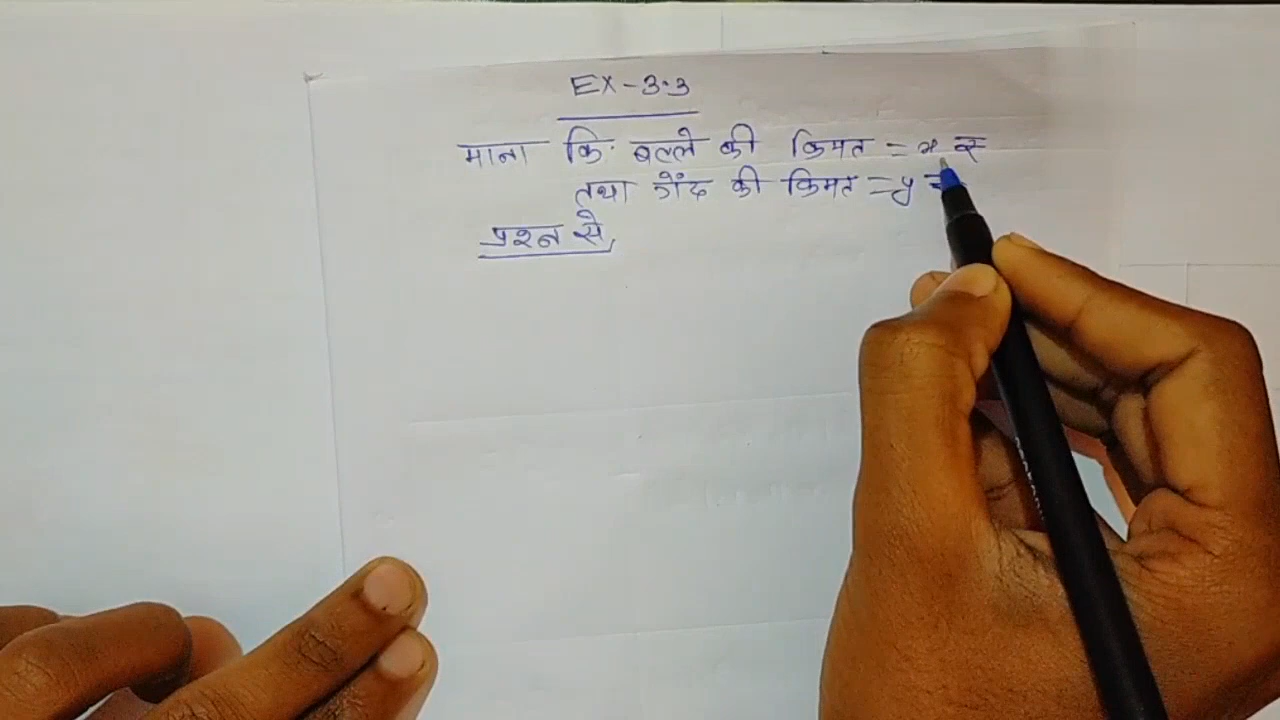 EX-3.3
माना कि बल्ले की किमत = x रु
तथा गेंद की किमत = y रु
प्रश्न से,